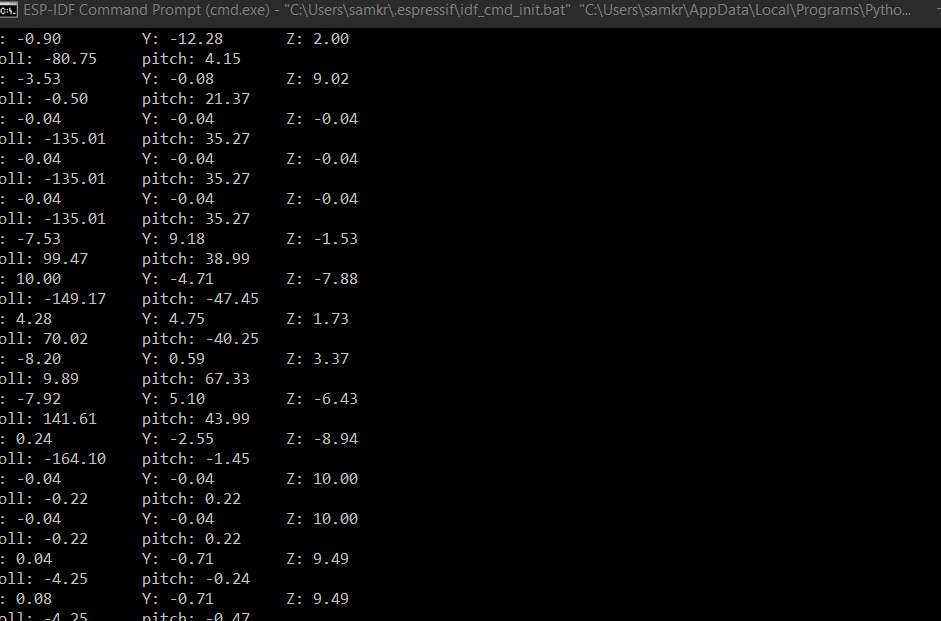 ESP-IDF Command Prompt (cmd.exe) - "C:\Users\samkr\.espressif\idf_cmd_init.bat" "C:\Users\samkr\AppData\Local\Programs\Pytho...
: -0.90 Y: -12.28 Z: 2.00
oll: -80.75 pitch: 4.15
: -3.53 Y: -0.08 Z: 9.02
oll: -0.50 pitch: 21.37
: -0.04 Y: -0.04 Z: -0.04
oll: -135.01 pitch: 35.27
: -0.04 Y: -0.04 Z: -0.04
oll: -135.01 pitch: 35.27
: -0.04 Y: -0.04 Z: -0.04
oll: -135.01 pitch: 35.27
: -7.53 Y: 9.18 Z: -1.53
oll: 99.47 pitch: 38.99
: 10.00 Y: -4.71 Z: -7.88
oll: -149.17 pitch: -47.45
: 4.28 Y: 4.75 Z: 1.73
oll: 70.02 pitch: -40.25
: -8.20 Y: 0.59 Z: 3.37
oll: 9.89 pitch: 67.33
: -7.92 Y: 5.10 Z: -6.43
oll: 141.61 pitch: 43.99
: 0.24 Y: -2.55 Z: -8.94
oll: -164.10 pitch: -1.45
: -0.04 Y: -0.04 Z: 10.00
oll: -0.22 pitch: 0.22
: -0.04 Y: -0.04 Z: 10.00
oll: -0.22 pitch: 0.22
: 0.04 Y: -0.71 Z: 9.49
oll: -4.25 pitch: -0.24
: 0.08 Y: -0.71 Z: 9.49
oll: -4.25 pitch: -0.47